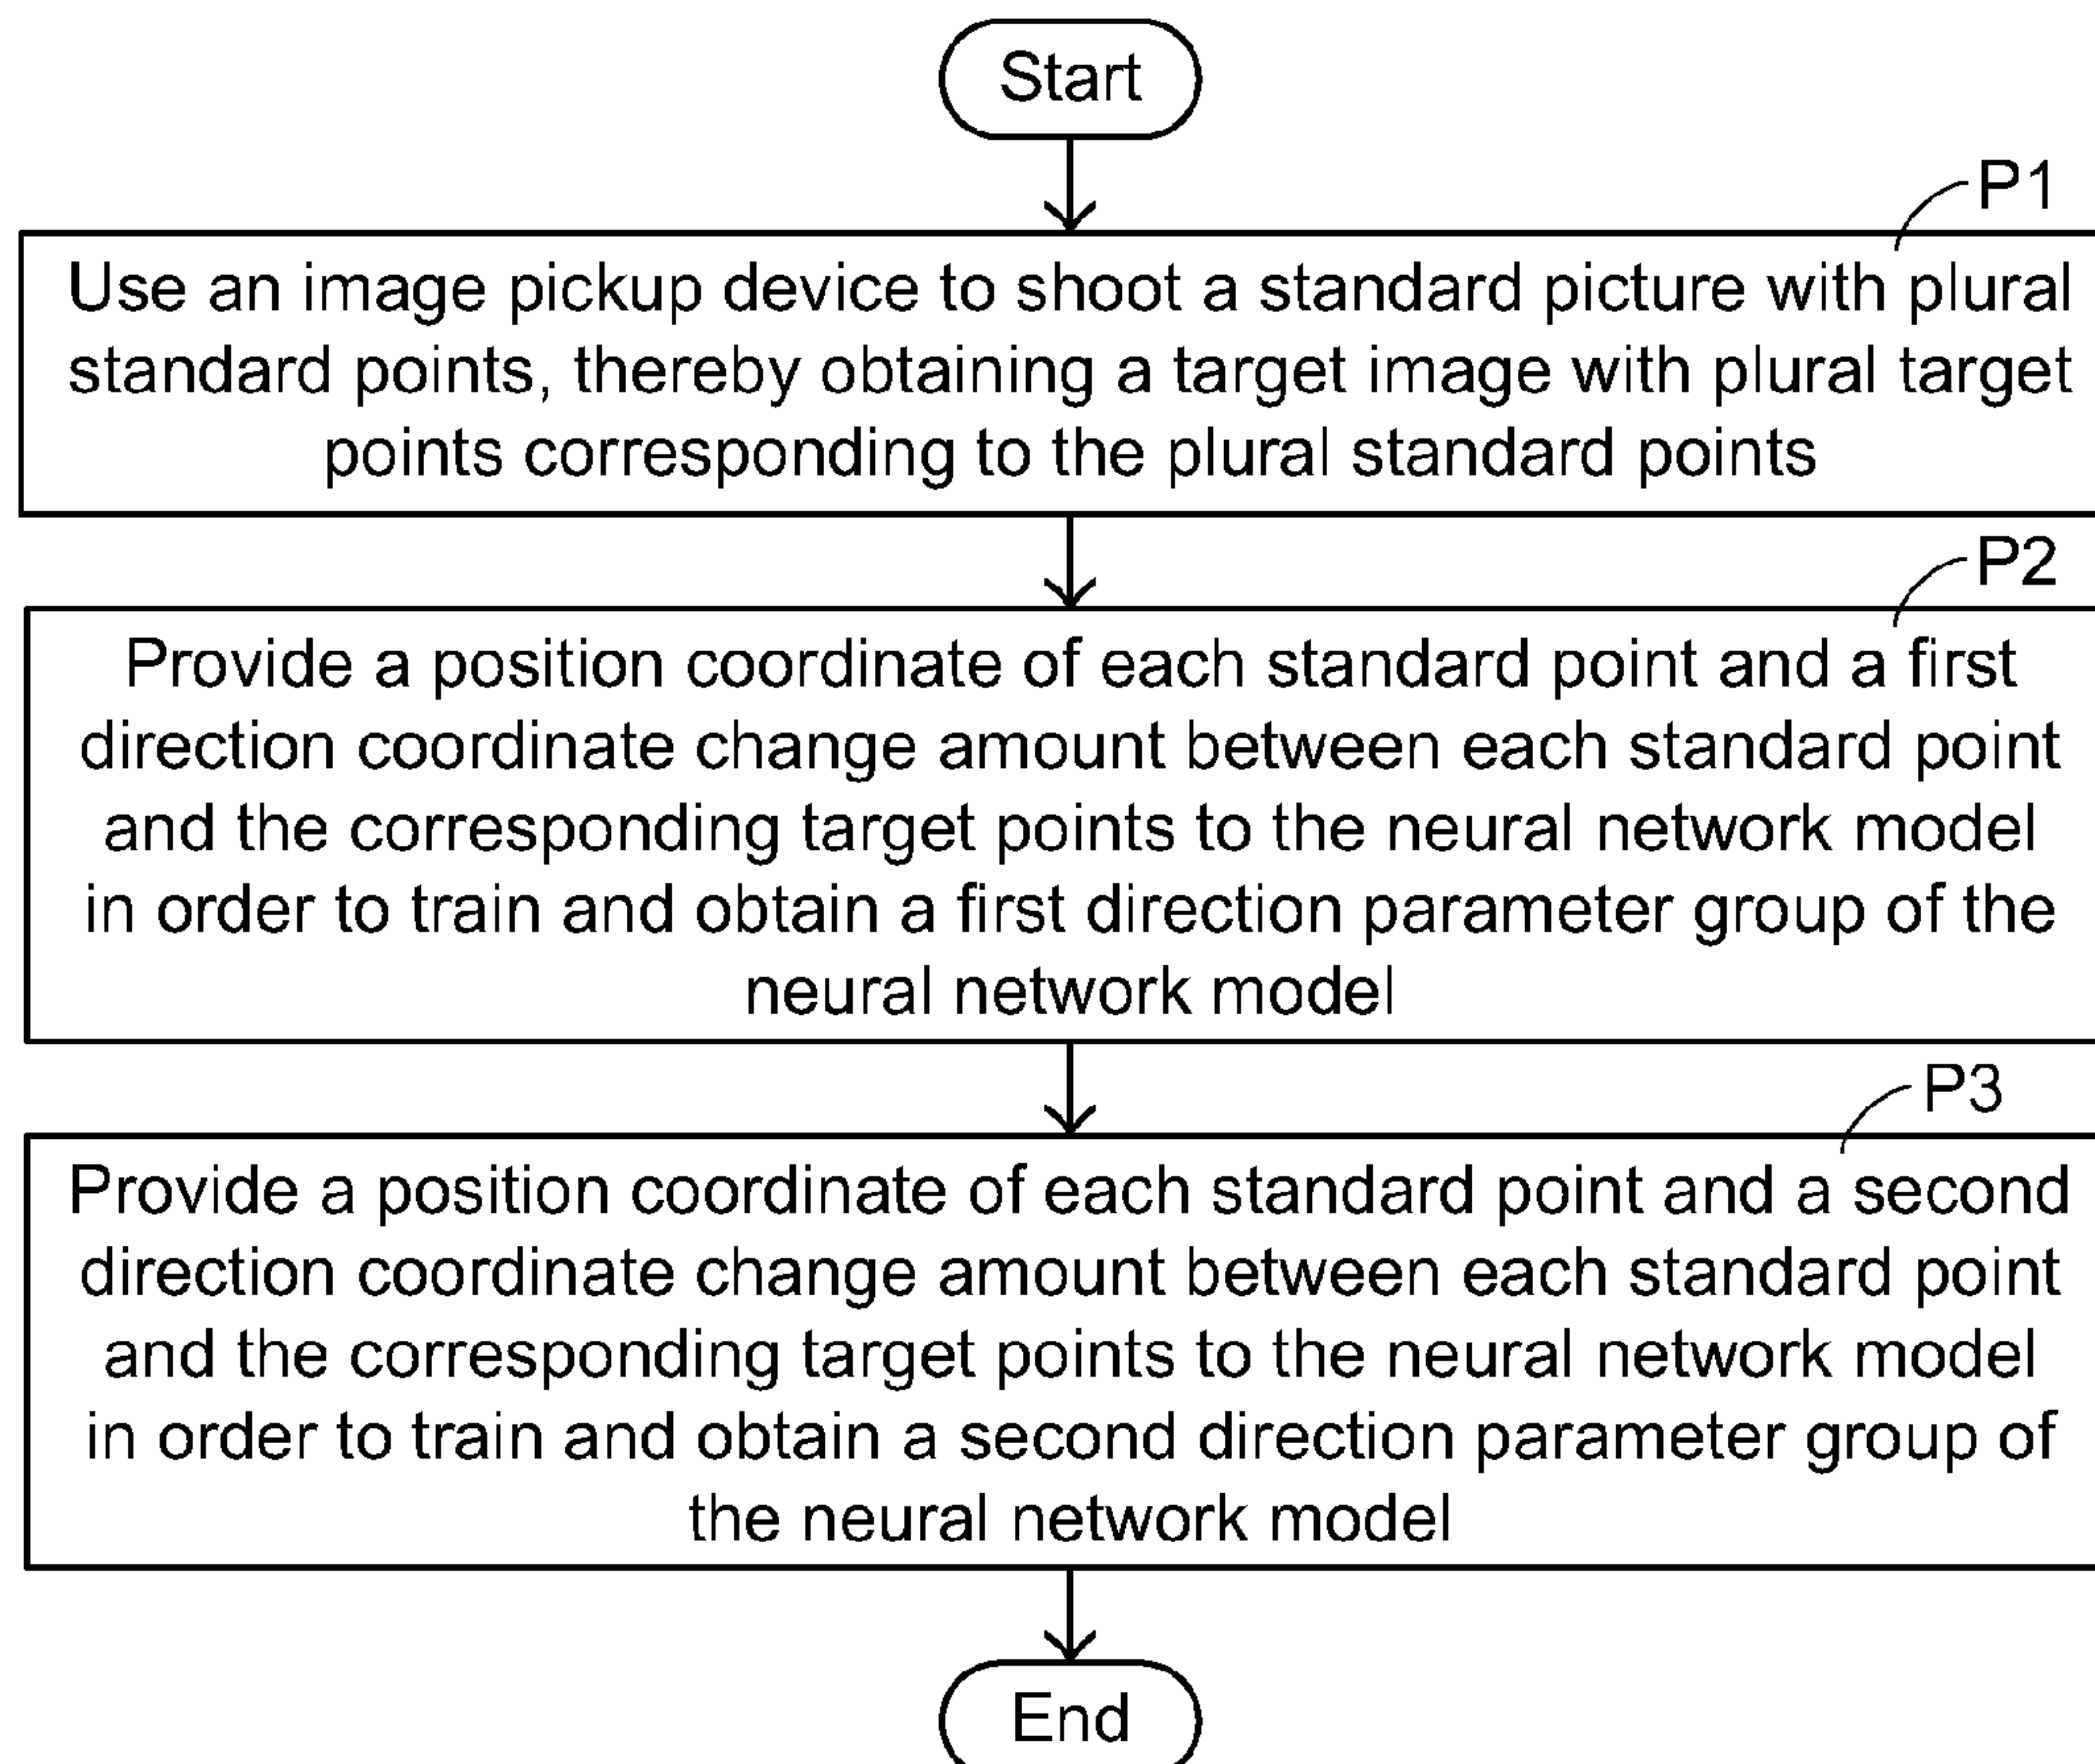 Start
P1
Use an image pickup device to shoot a standard picture with plural
standard points, thereby obtaining a target image with plural target
points corresponding to the plural standard points
P2
Provide a position coordinate of each standard point and a first
direction coordinate change amount between each standard point
and the corresponding target points to the neural network model
in order to train and obtain a first direction parameter group of the
neural network model
P3
Provide a position coordinate of each standard point and a second
direction coordinate change amount between each standard point
and the corresponding target points to the neural network model
in order to train and obtain a second direction parameter group of
the neural network model
End